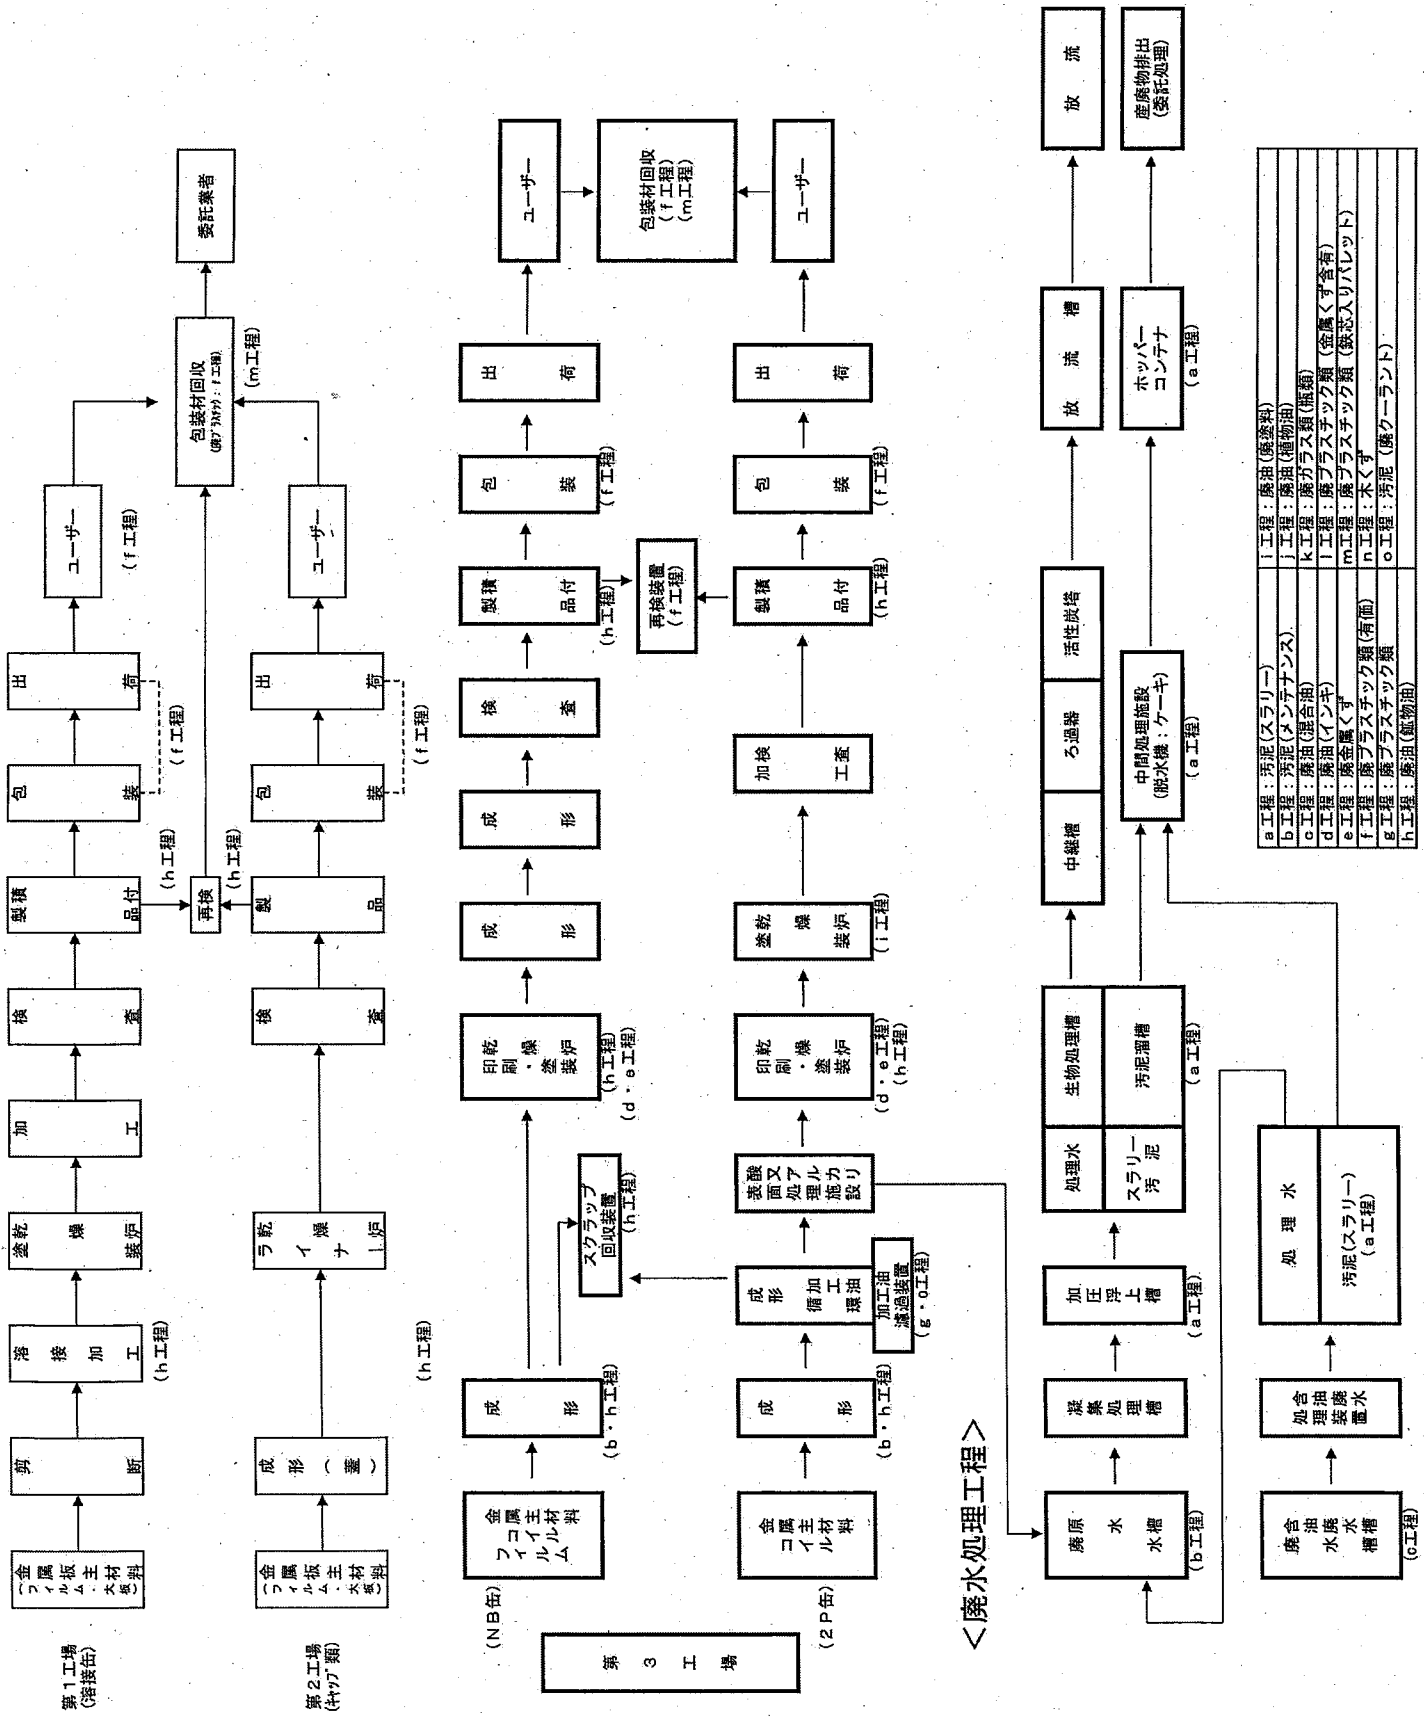 第1工場
(溶接缶)
金属板主材料
(フィルム・大板)
剪断
溶接加工
(h工程)
塗装
乾燥炉
加工
検査
製品
積付
(h工程)
包装
出荷
(f工程)
ユーザー
(f工程)
再検
包装材回収
(廃プラスチック:f工程)
(m工程)
委託業者
第2工場
(キャップ類)
金属板主材料
(フィルム・大板)
成形(蓋)
(h工程)
ライナー
乾燥炉
検査
製品
(h工程)
包装
出荷
(f工程)
ユーザー
第3工場
(NB缶)
金属主材料
コイル
フィルム
成形
(b・h工程)
スクラップ
回収装置
(h工程)
印刷・塗装
乾燥炉
(h工程)
(d・e工程)
成形
成形
検査
製品
積付
(h工程)
再検装置
(f工程)
包装
(f工程)
出荷
ユーザー
包装材回収
(f工程)
(m工程)
(2P缶)
金属主材料
コイル
成形
(b・h工程)
成形
加工油
循環
加工油
濾過装置
(g・o工程)
酸又アルカリ
表面処理施設
印刷・塗装
乾燥炉
(d・e工程)
(h工程)
塗装
乾燥炉
(i工程)
加工
検査
製品
積付
(h工程)
包装
(f工程)
出荷
ユーザー
<廃水処理工程>
廃水
原水槽
(b工程)
凝集処理槽
加圧浮上槽
(a工程)
処理水
生物処理槽
スラリー
汚泥
汚泥溜槽
(a工程)
中継槽
ろ過器
活性炭塔
放流槽
放流
中間処理施設
(脱水機:ケーキ)
(a工程)
ホッパー
コンテナ
(a工程)
産廃物排出
(委託処理)
含油廃水槽
廃水槽
(c工程)
含油廃水
処理装置
処理水
汚泥(スラリー)
(a工程)
a工程:汚泥(スラリー)
i工程:廃油(廃塗料)
b工程:汚泥(メンテナンス)
j工程:廃油(植物油)
c工程:廃油(混合油)
k工程:廃ガラス類(瓶類)
d工程:廃油(インキ)
l工程:廃プラスチック類(金属くず含有)
e工程:廃金属くず
m工程:廃プラスチック類(鉄芯入りパレット)
f工程:廃プラスチック類(有価)
n工程:木くず
g工程:廃プラスチック類
o工程:汚泥(廃クーラント)
h工程:廃油(鉱物油)